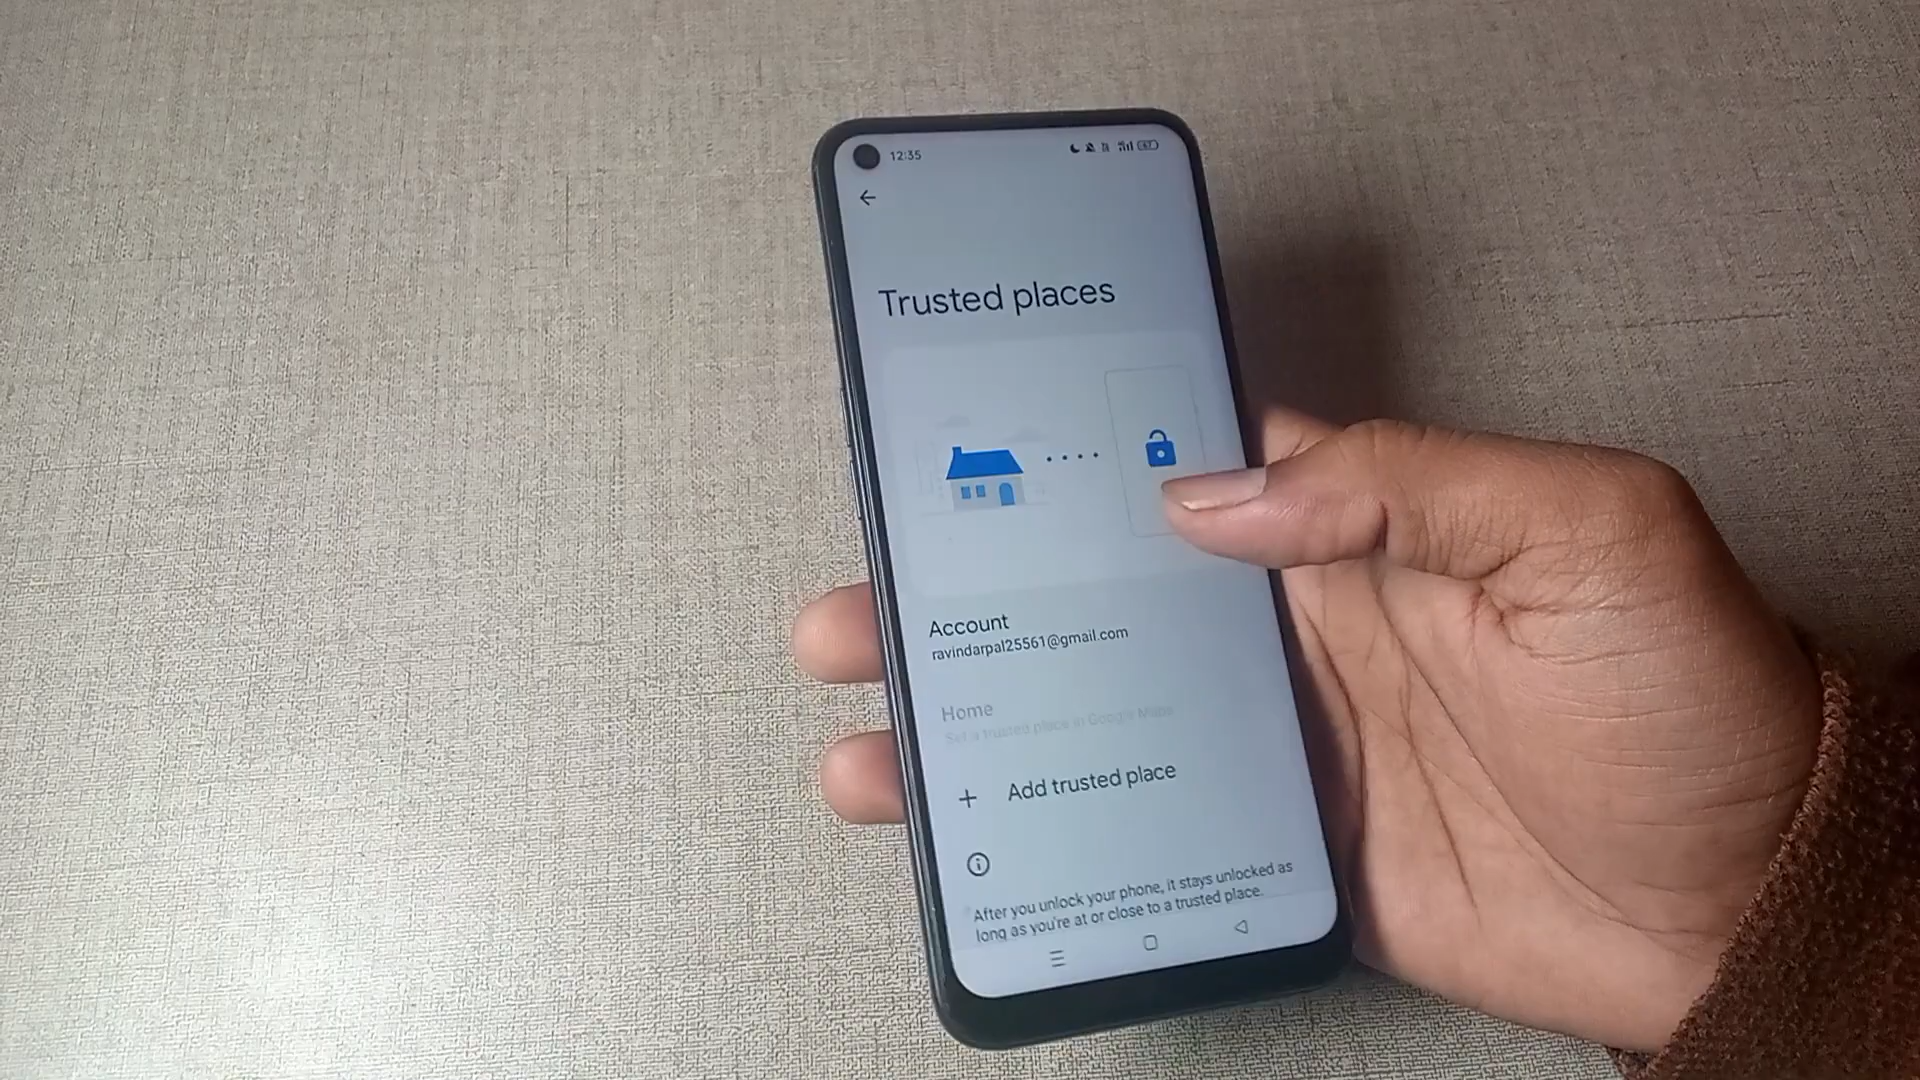 12:35
67
Trusted places
Account
ravindarpal25561@gmail.com
Home
Set a trusted place in Google Maps
Add trusted place
After you unlock your phone, it stays unlocked as
long as you're at or close to a trusted place.